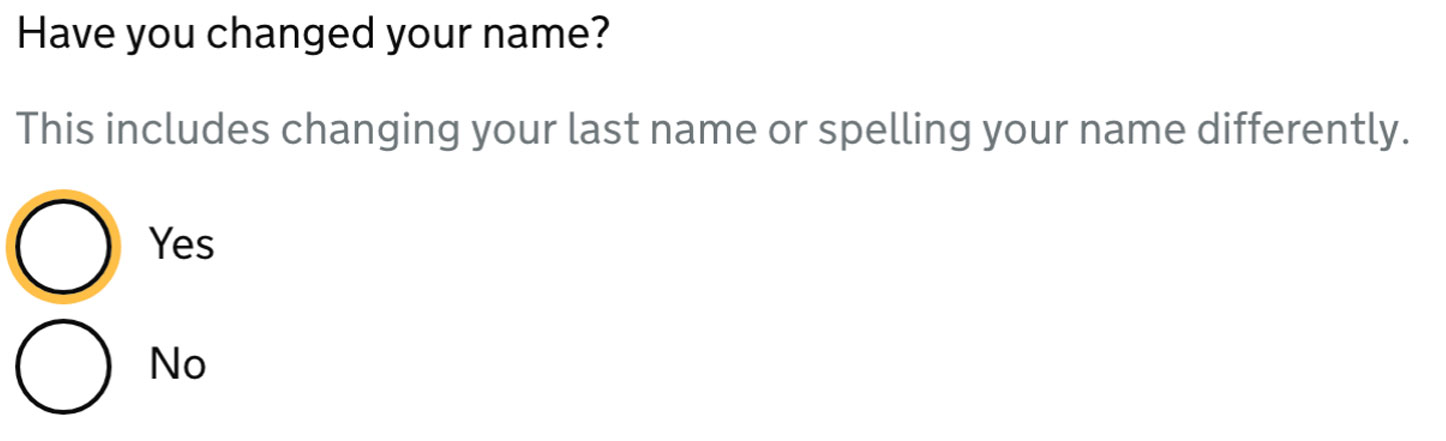 Have you changed your name?
This includes changing your last name or spelling your name differently.
Yes
No